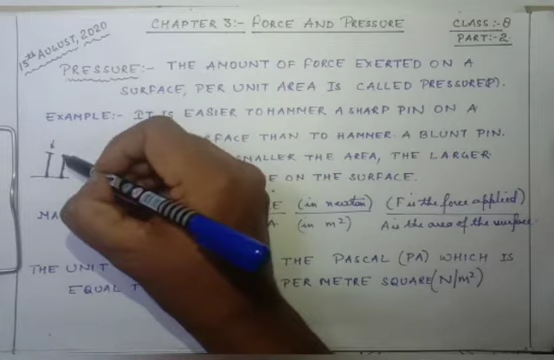 15TH AUGUST, 2020
CHAPTER 3:- FORCE AND PRESSURE
CLASS:-8
PART:-2
PRESSURE:- THE AMOUNT OF FORCE EXERTED ON A
SURFACE, PER UNIT AREA IS CALLED PRESSURE(P).
EXAMPLE:- IT IS EASIER TO HAMMER A SHARP PIN ON A
THAN TO HAMMER A BLUNT PIN.
THE AREA, THE LARGER
ON THE SURFACE.
(in newton) (F is the force applied)
(in m²) A is the area of the surface
THE UNIT THE PASCAL (PA) WHICH IS
EQUAL PER METRE SQUARE (N/m²)